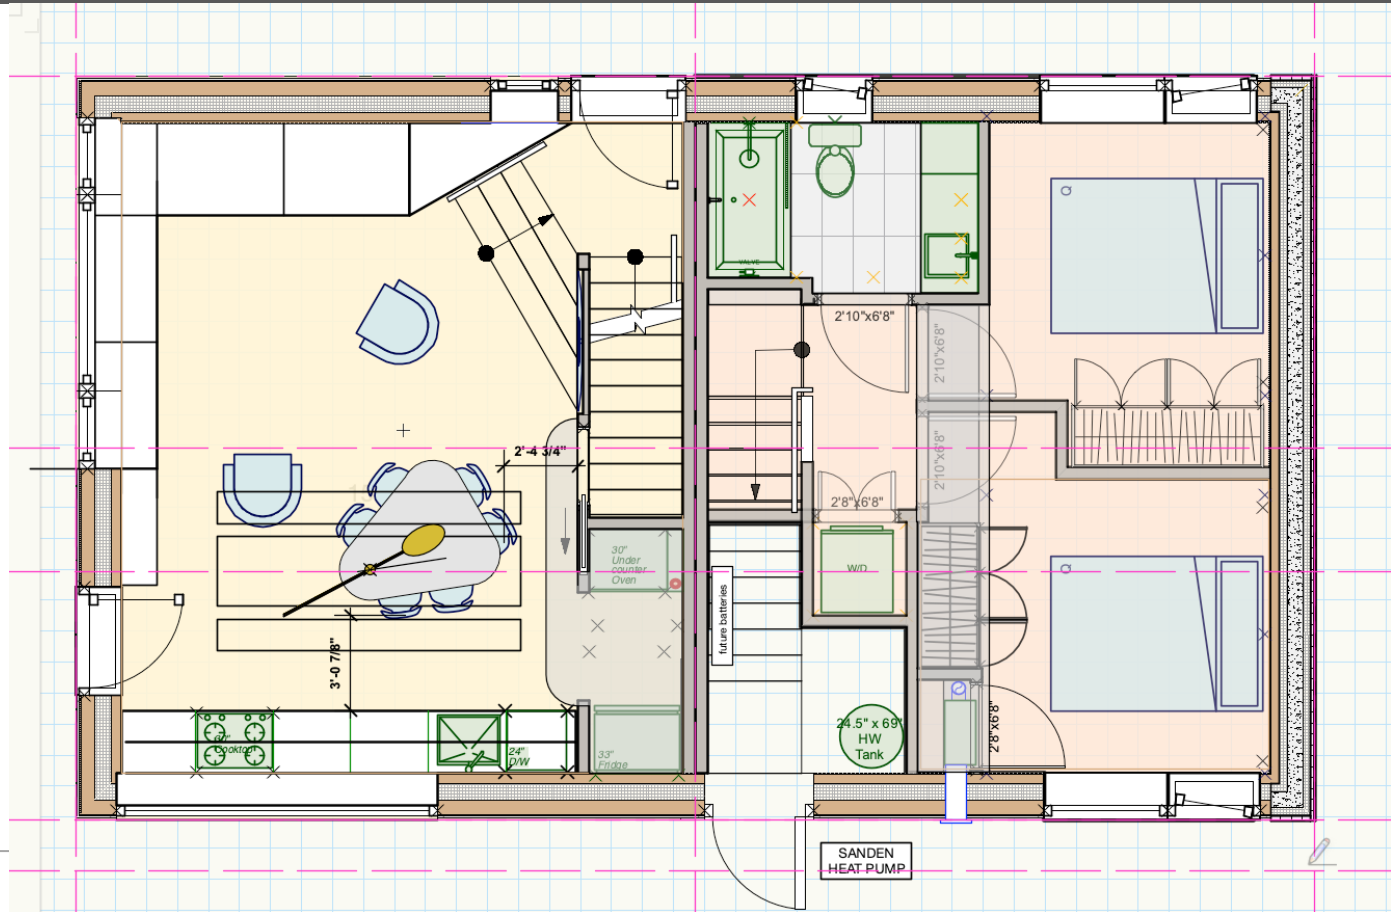 VALVE
2'10"x6'8"
2'10"x6'8"
2'10"x6'8"
2'-4 3/4"
2'8"x6'8"
30"
Under
counter
Oven
W/D
future batteries
3'-0 7/8"
Cooktop
24"
D/W
33"
Fridge
24.5" x 69"
HW
Tank
2'8"x6'8"
SANDEN
HEAT PUMP